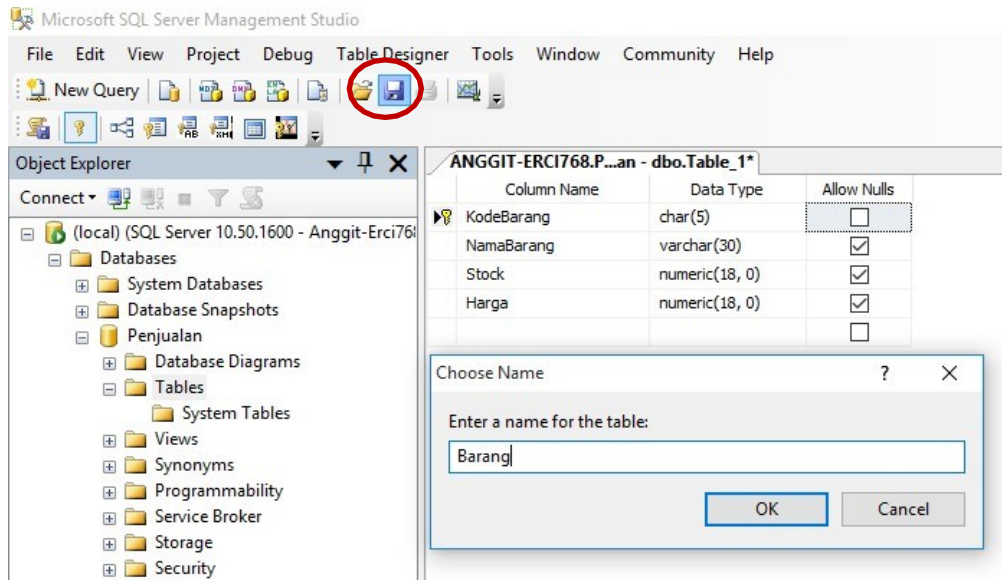 Microsoft SQL Server Management Studio
File Edit View Project Debug Table Designer Tools Window Community Help
New Query
Object Explorer
ANGGIT-ERCI768.P...an - dbo.Table_1*
Connect
Column Name Data Type Allow Nulls
KodeBarang char(5)
(local) (SQL Server 10.50.1600 - Anggit-Erci768
NamaBarang varchar(30)
Databases
Stock numeric(18, 0)
System Databases
Harga numeric(18, 0)
Database Snapshots
Penjualan
Database Diagrams
Tables
System Tables
Views
Synonyms
Programmability
Service Broker
Storage
Security
Choose Name ?
Enter a name for the table:
Barang
OK Cancel